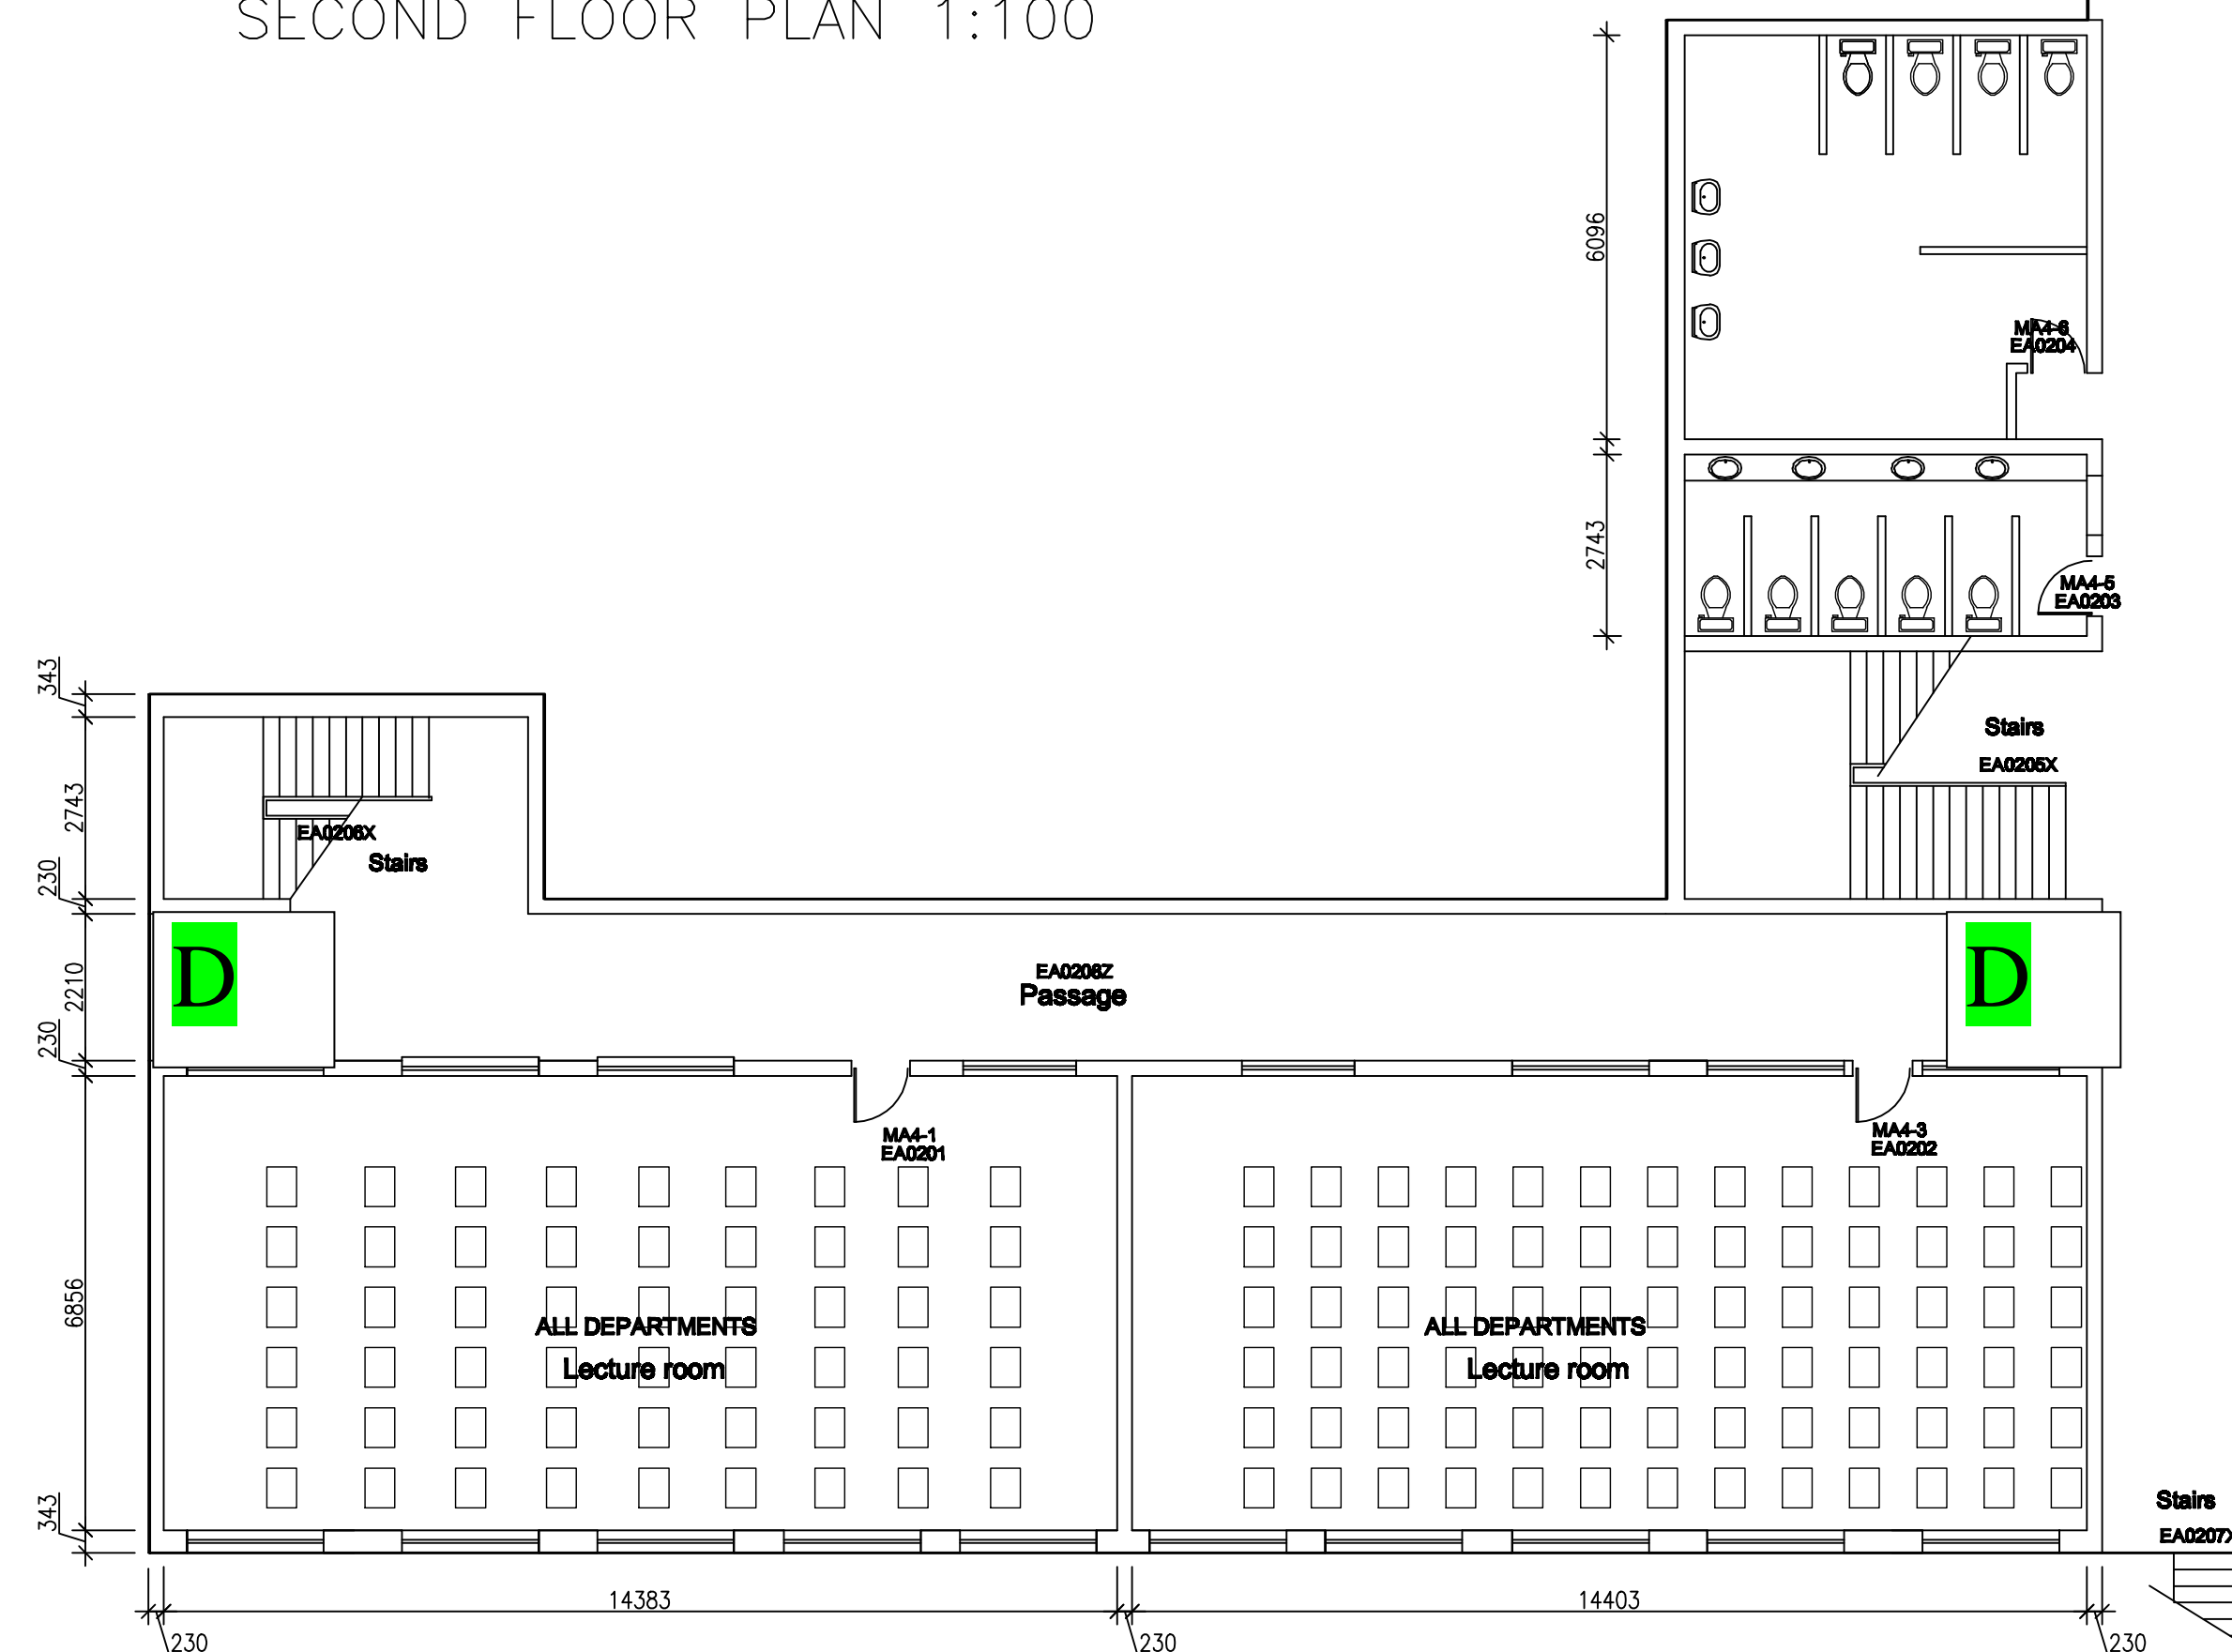 SECOND FLOOR PLAN 1:100
6096
MA4-6
EA0204
2743
MA4-5
EA0203
343
Stairs
EA0205X
2743
EA0206X
Stairs
230
D
D
2210
EA0208Z
Passage
230
MA4-1
EA0201
MA4-3
EA0202
6856
ALL DEPARTMENTS
Lecture room
ALL DEPARTMENTS
Lecture room
343
Stairs
EA0207X
14383
14403
230
230
230